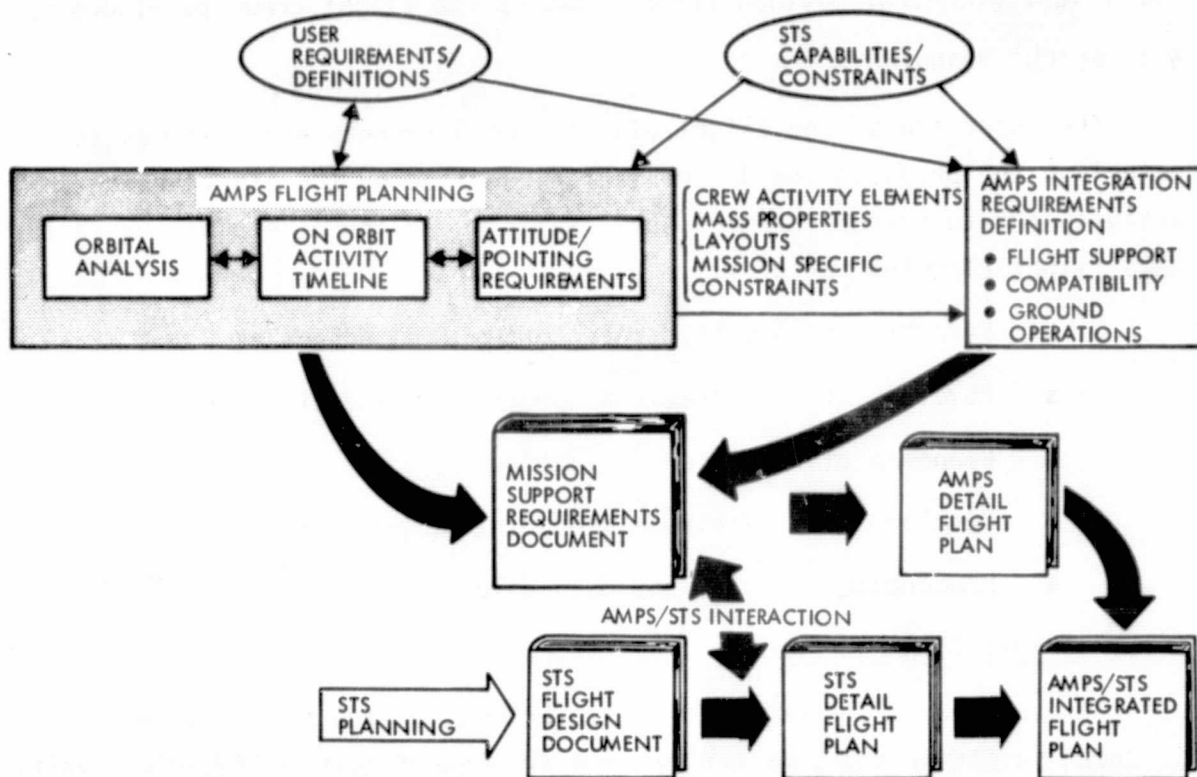 USER
REQUIREMENTS/
DEFINITIONS
STS
CAPABILITIES/
CONSTRAINTS
AMPS FLIGHT PLANNING
ORBITAL
ANALYSIS
ON ORBIT
ACTIVITY
TIMELINE
ATTITUDE/
POINTING
REQUIREMENTS
CREW ACTIVITY ELEMENTS
MASS PROPERTIES
LAYOUTS
MISSION SPECIFIC
CONSTRAINTS
AMPS INTEGRATION
REQUIREMENTS
DEFINITION
● FLIGHT SUPPORT
● COMPATIBILITY
● GROUND
OPERATIONS
MISSION
SUPPORT
REQUIREMENTS
DOCUMENT
AMPS
DETAIL
FLIGHT
PLAN
AMPS/STS INTERACTION
STS
PLANNING
STS
FLIGHT
DESIGN
DOCUMENT
STS
DETAIL
FLIGHT
PLAN
AMPS/STS
INTEGRATED
FLIGHT
PLAN